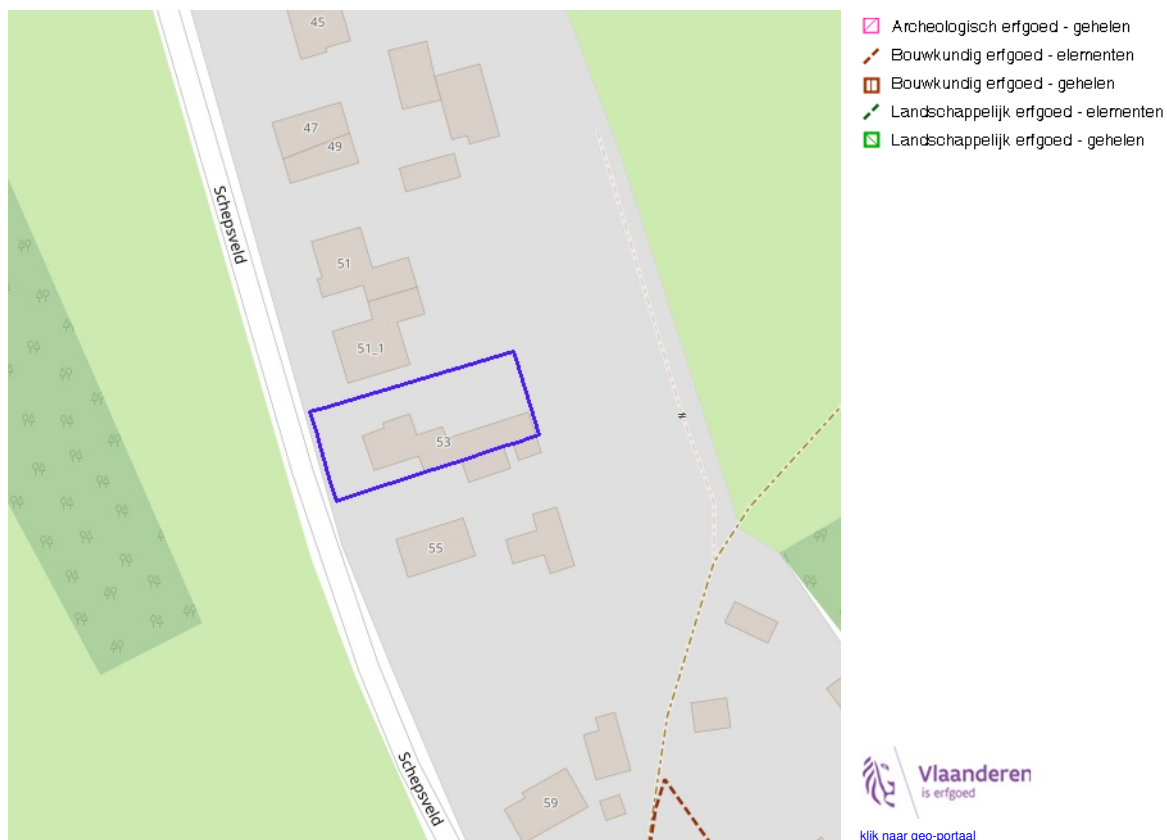 45
47
49
Schepsveld
51
51_1
53
55
Schepsveld
59
Archeologisch erfgoed - gehelen
Bouwkundig erfgoed - elementen
Bouwkundig erfgoed - gehelen
Landschappelijk erfgoed - elementen
Landschappelijk erfgoed - gehelen
Vlaanderen
is erfgoed
klik naar geo-portaal